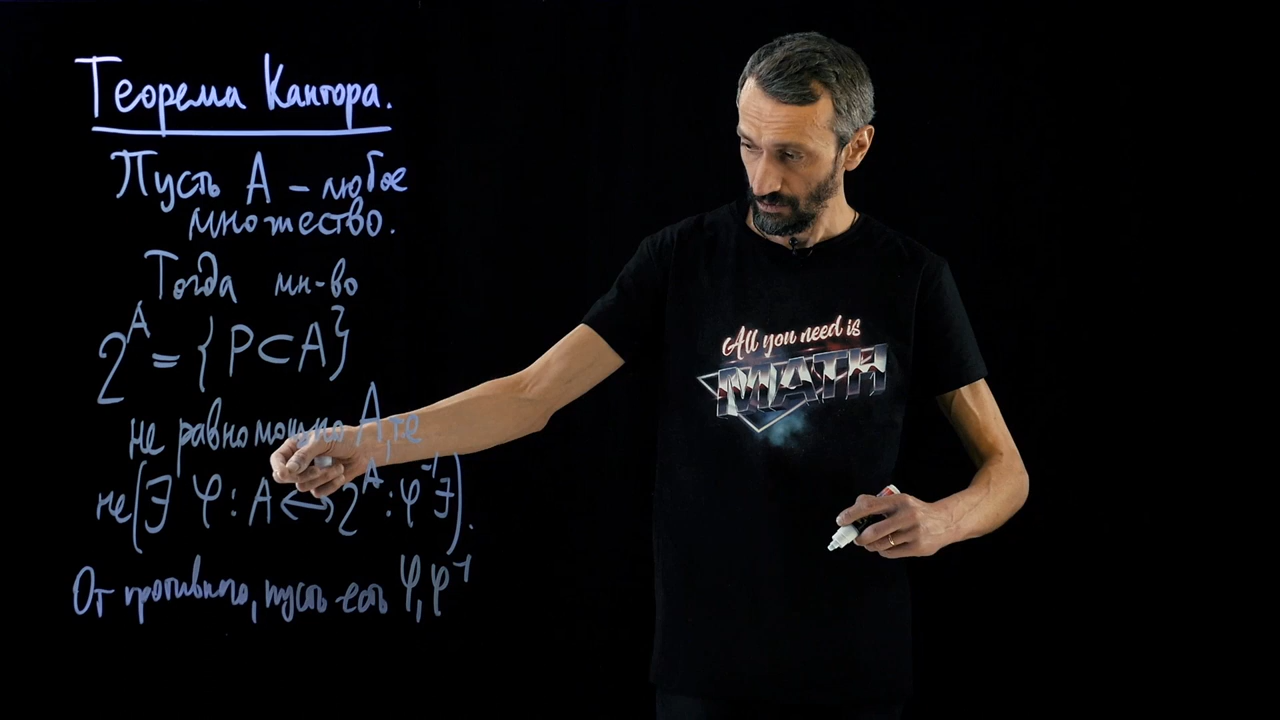 Теорема Кантора.
Пусть A – любое
множество.
Тогда мн-во
2^A = { P ⊂ A }
не равномощно A, те
не(∃ φ : A ↔ 2^A : φ^-1 ∃).
От противного, пусть есть φ, φ^-1
All you need is
MATH